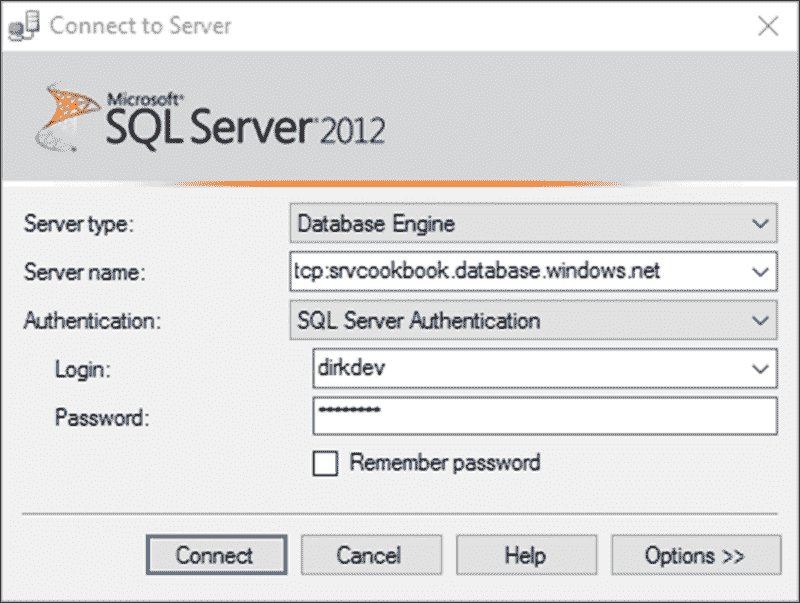 Connect to Server
Microsoft®
SQL Server® 2012
Server type: Database Engine
Server name: tcp:srvcookbook.database.windows.net
Authentication: SQL Server Authentication
Login: dirkdev
Password: *********
Remember password
Connect Cancel Help Options >>